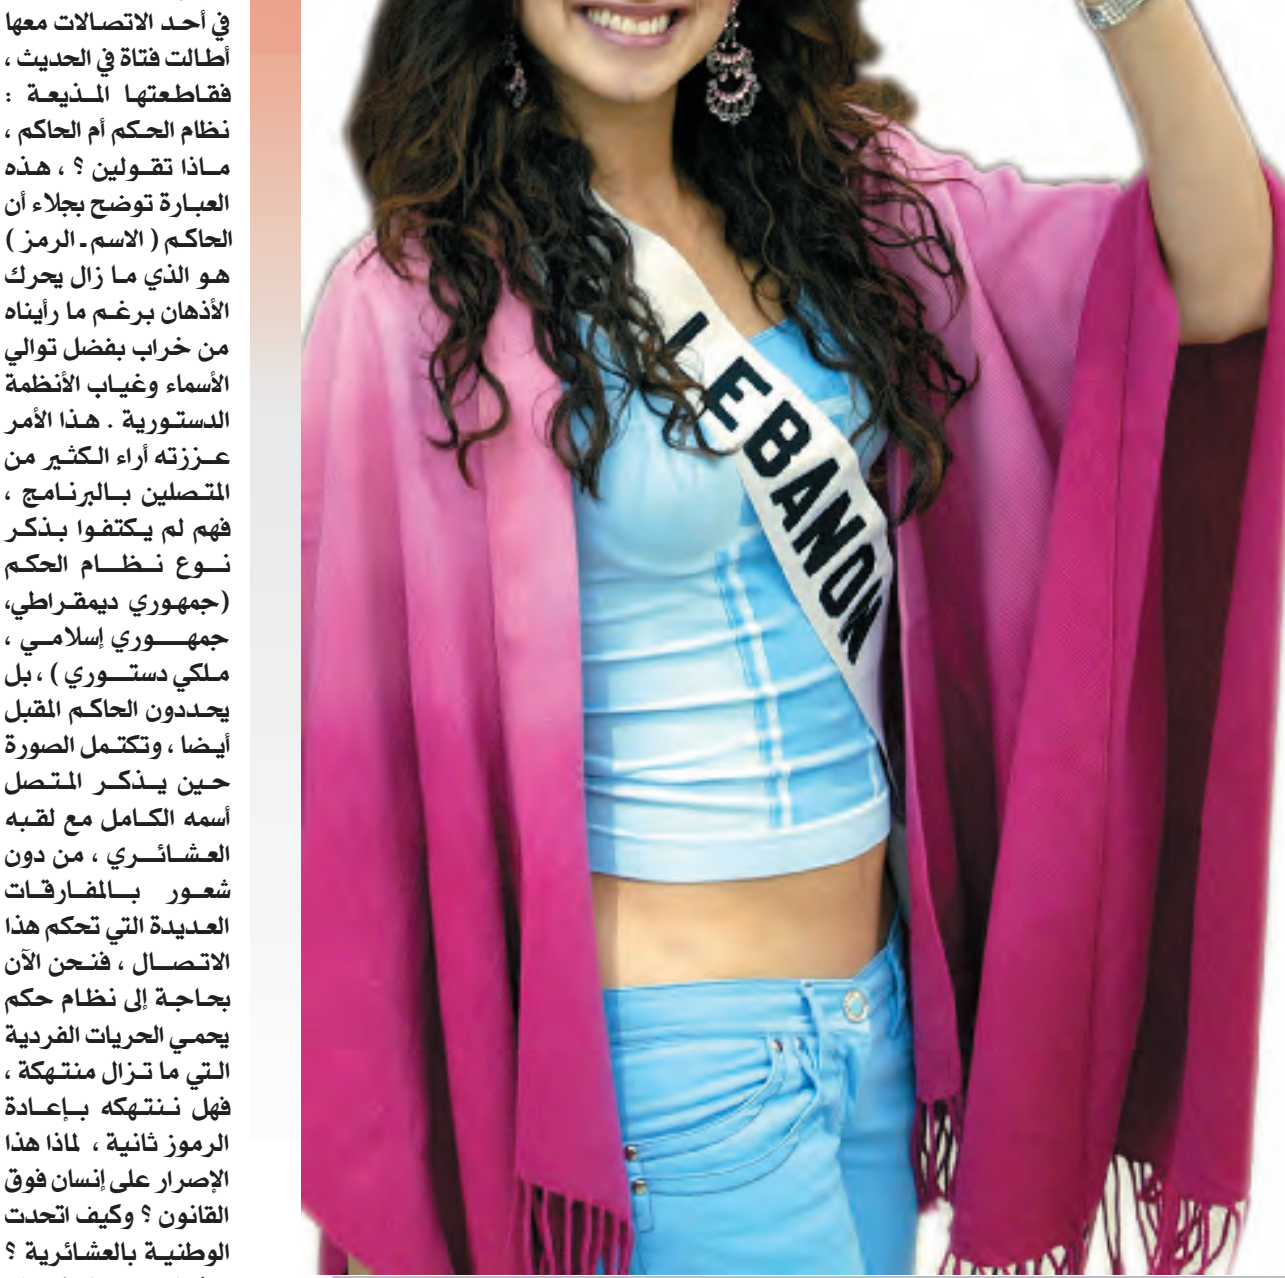 في أحد الاتصالات معها
أطالت فتاة في الحديث ،
فقاطعتها المذيعة :
نظام الحكم أم الحاكم ،
ماذا تقولين ؟ ، هذه
العبارة توضح بجلاء أن
الحاكم ( الاسم ـ الرمز )
هو الذي ما زال يحرك
الأذهان برغم ما رأيناه
من خراب بفضل توالي
الأسماء وغياب الأنظمة
الدستورية . هذا الأمر
عززته أراء الكثير من
المتصلين بالبرنامج ،
فهم لم يكتفوا بذكر
نوع نظام الحكم
(جمهوري ديمقراطي،
جمهوري إسلامي ،
ملكي دستوري ) ، بل
يحددون الحاكم المقبل
أيضا ، وتكتمل الصورة
حين يذكر المتصل
أسمه الكامل مع لقبه
العشائري ، من دون
شعور بالمفارقات
العديدة التي تحكم هذا
الاتصال ، فنحن الآن
بحاجة إلى نظام حكم
يحمي الحريات الفردية
التي ما تزال منتهكة ،
فهل ننتهكه بإعادة
الرموز ثانية ، لماذا هذا
الإصرار على إنسان فوق
القانون ؟ وكيف اتحدت
الوطنية بالعشائرية ؟
LEBANON